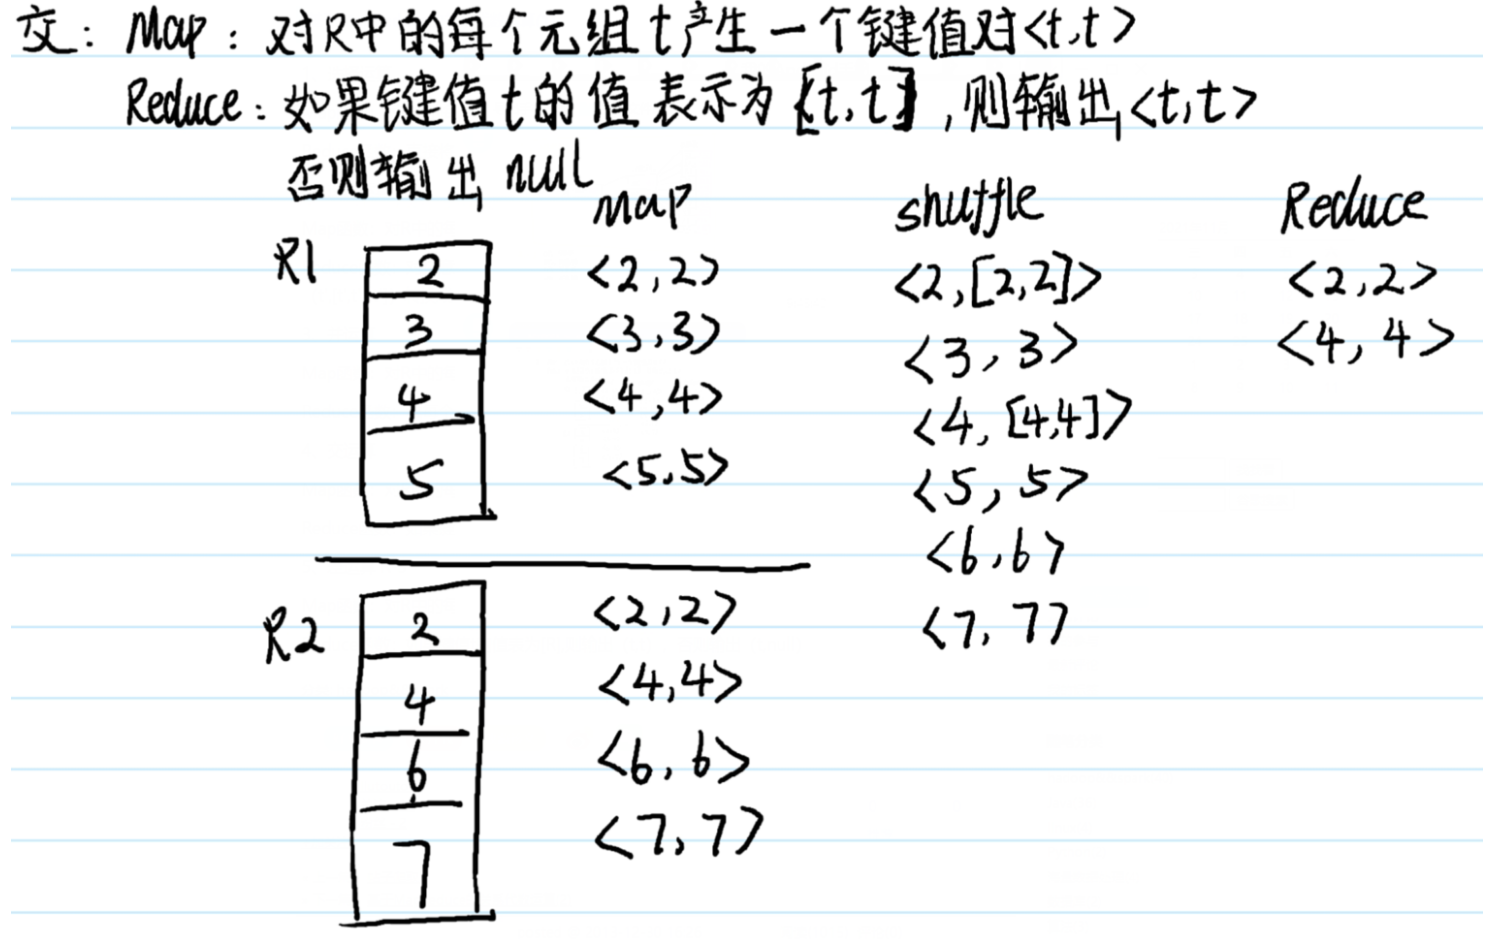 交：Map：对R中的每个元组t产生一个键值对<t,t>
Reduce：如果键值t的值表示为[t,t]，则输出<t,t>
否则输出null
map shuffle Reduce
R1 2 <2,2> <2,[2,2]> <2,2>
3 <3,3> <3,3> <4,4>
4 <4,4> <4,[4,4]>
5 <5,5> <5,5>
<6,6>
R2 2 <2,2> <7,7>
4 <4,4>
6 <6,6>
7 <7,7>